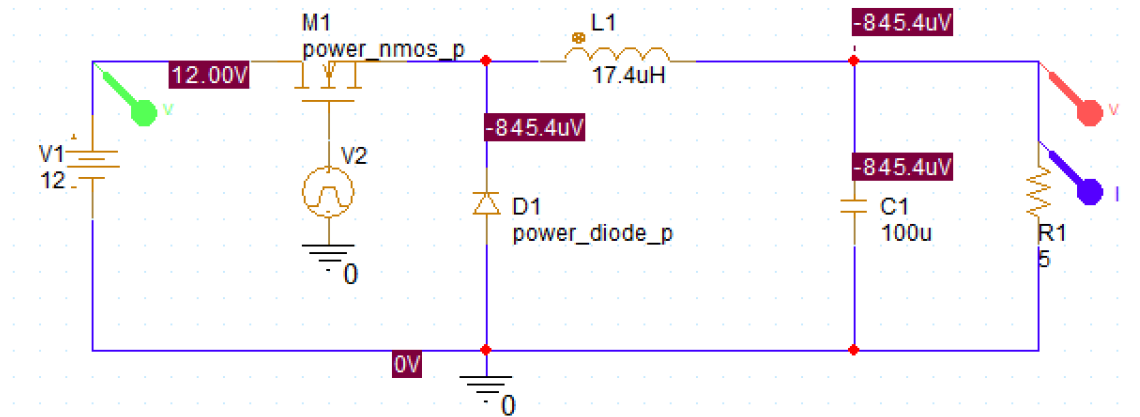 M1
power_nmos_p
L1
-845.4uV
12.00V
17.4uH
V
V
-845.4uV
V1
12
V2
-845.4uV
I
D1
power_diode_p
C1
100u
R1
5
0
0V
0